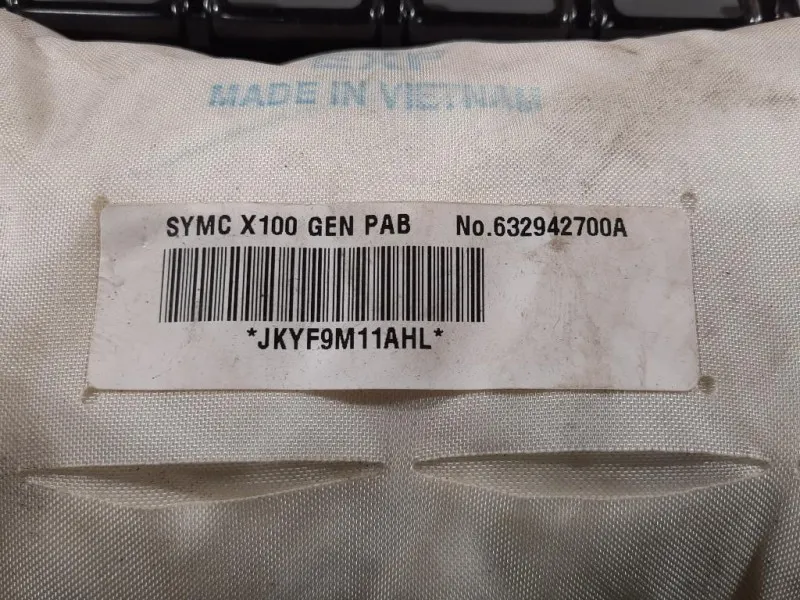 MADE IN VIETNAM
SYMC X100 GEN PAB No.632942700A
*JKYF9M11AHL*